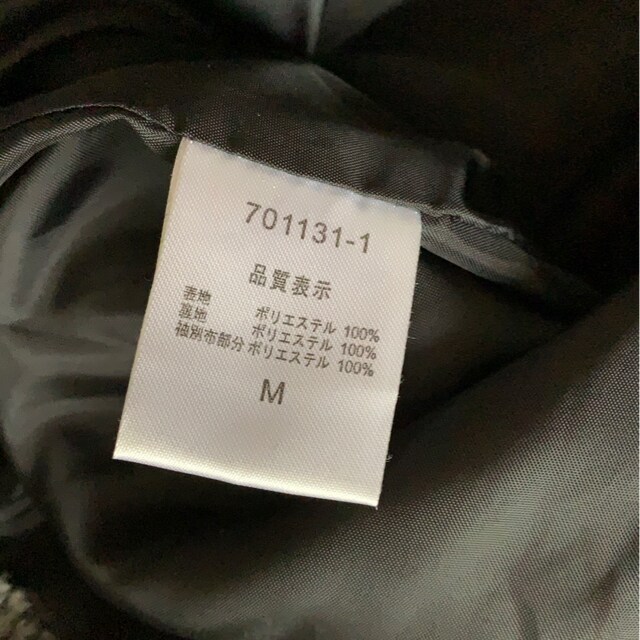 701131-1
品質表示
表地 ポリエステル 100%
裏地 ポリエステル 100%
袖別布部分 ポリエステル 100%
M